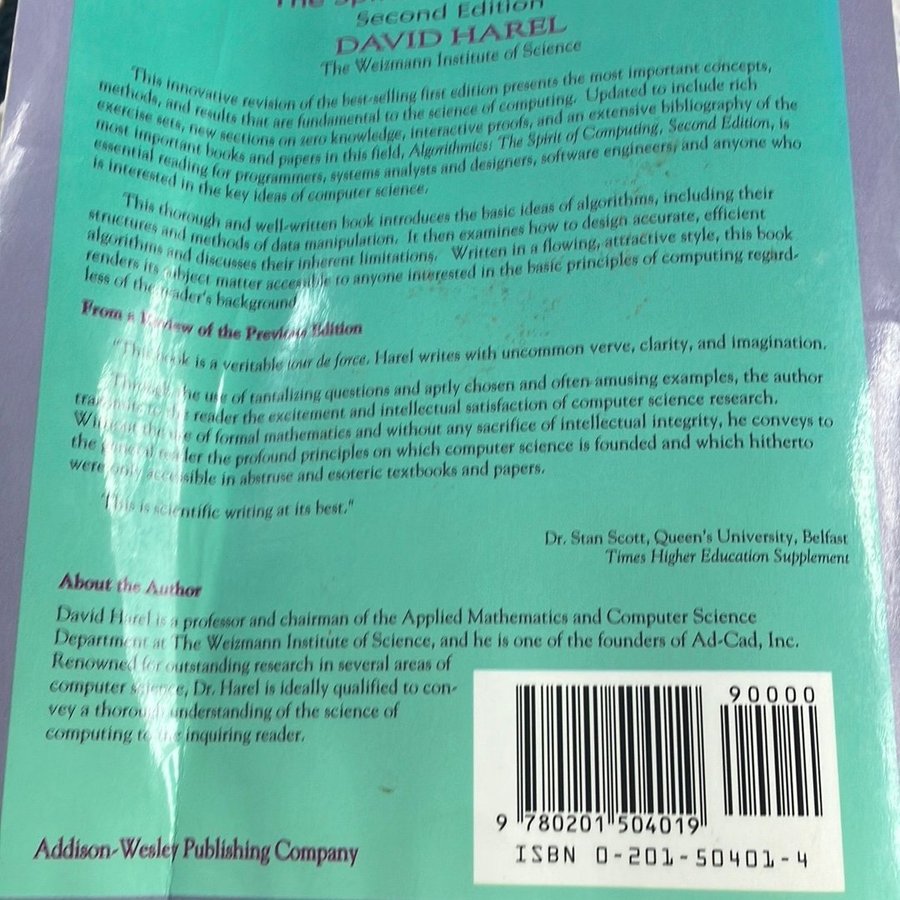 The Spirit
Second Edition
DAVID HAREL
The Weizmann Institute of Science
This innovative revision of the best-selling first edition presents the most important concepts,
methods, and results that are fundamental to the science of computing. Updated to include rich
exercise sets, new sections on zero knowledge, interactive proofs, and an extensive bibliography of the
most important books and papers in this field, Algorithmics: The Spirit of Computing, Second Edition, is
essential reading for programmers, systems analysts and designers, software engineers, and anyone who
is interested in the key ideas of computer science.
This thorough and well-written book introduces the basic ideas of algorithms, including their
structures and methods of data manipulation. It then examines how to design accurate, efficient
algorithms and discusses their inherent limitations. Written in a flowing, attractive style, this book
renders its subject matter accessible to anyone interested in the basic principles of computing regard-
less of the reader's background.
From a Review of the Previous Edition
"This book is a veritable tour de force. Harel writes with uncommon verve, clarity, and imagination.
Through the use of tantalizing questions and aptly chosen and often amusing examples, the author
transmits to the reader the excitement and intellectual satisfaction of computer science research.
Without the use of formal mathematics and without any sacrifice of intellectual integrity, he conveys to
the general reader the profound principles on which computer science is founded and which hitherto
were only accessible in abstruse and esoteric textbooks and papers.
This is scientific writing at its best."
Dr. Stan Scott, Queen's University, Belfast
Times Higher Education Supplement
About the Author
David Harel is a professor and chairman of the Applied Mathematics and Computer Science
Department at The Weizmann Institute of Science, and he is one of the founders of Ad-Cad, Inc.
Renowned for outstanding research in several areas of
computer science, Dr. Harel is ideally qualified to con-
vey a thorough understanding of the science of
computing to the inquiring reader.
90000
9 780201 504019
ISBN 0-201-50401-4
Addison-Wesley Publishing Company